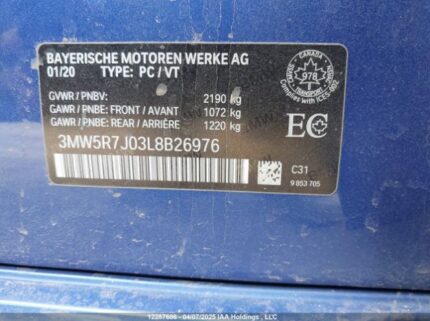 BAYERISCHE MOTOREN WERKE AG
01/20 TYPE: PC / VT
GVWR / PNBV: 2190 kg
GAWR / PNBE: FRONT / AVANT 1072 kg
GAWR / PNBE: REAR / ARRIÈRE 1220 kg
3MW5R7J03L8B26976
CANADA
978
EC
C31
9 853 705
12287686 - 04/07/2025 IAA Holdings , LLC